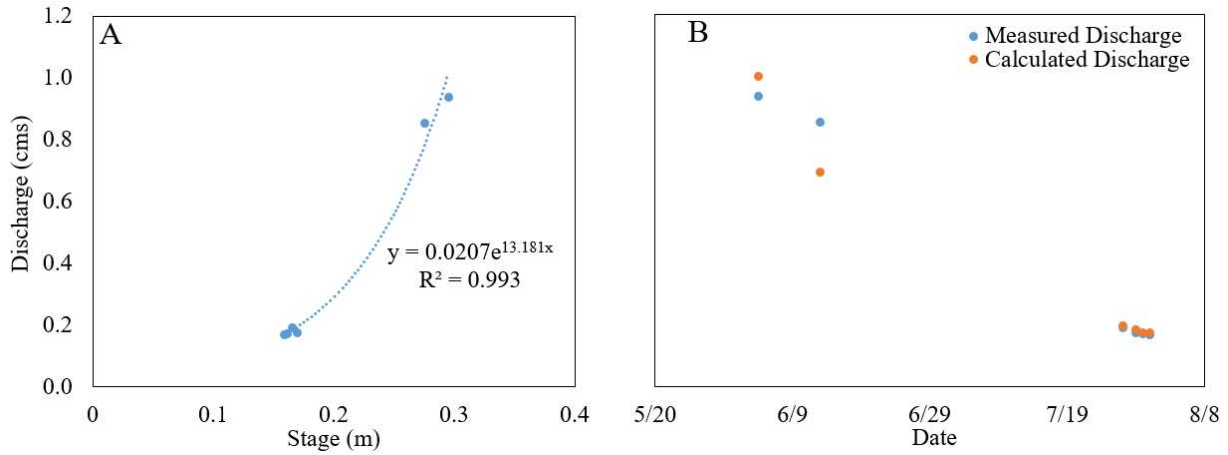 A
Discharge (cms)
1.2
1.0
0.8
0.6
0.4
0.2
0.0
y = 0.0207e^13.181x
R² = 0.993
0 0.1 0.2 0.3 0.4
Stage (m)
B
Measured Discharge
Calculated Discharge
5/20 6/9 6/29 7/19 8/8
Date